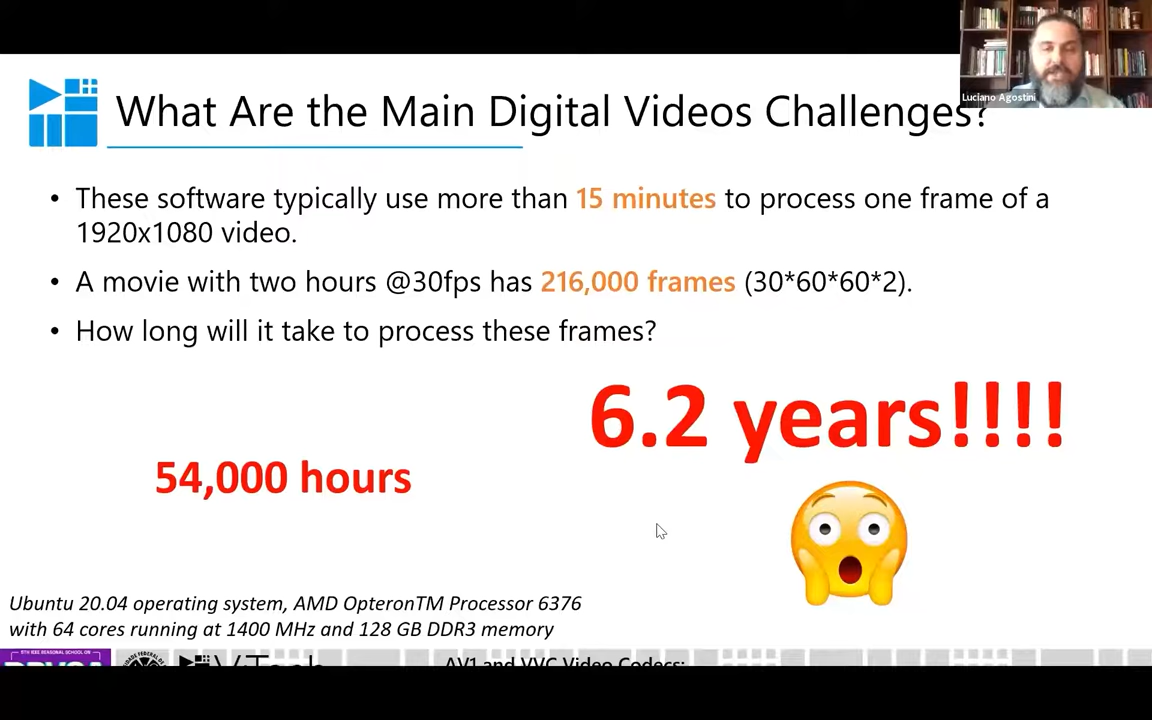 Luciano Agostini
What Are the Main Digital Videos Challenges?
• These software typically use more than 15 minutes to process one frame of a
1920x1080 video.
• A movie with two hours @30fps has 216,000 frames (30*60*60*2).
• How long will it take to process these frames?
6.2 years!!!!
54,000 hours
Ubuntu 20.04 operating system, AMD OpteronTM Processor 6376
with 64 cores running at 1400 MHz and 128 GB DDR3 memory
AV1 and VVC Video Codecs: